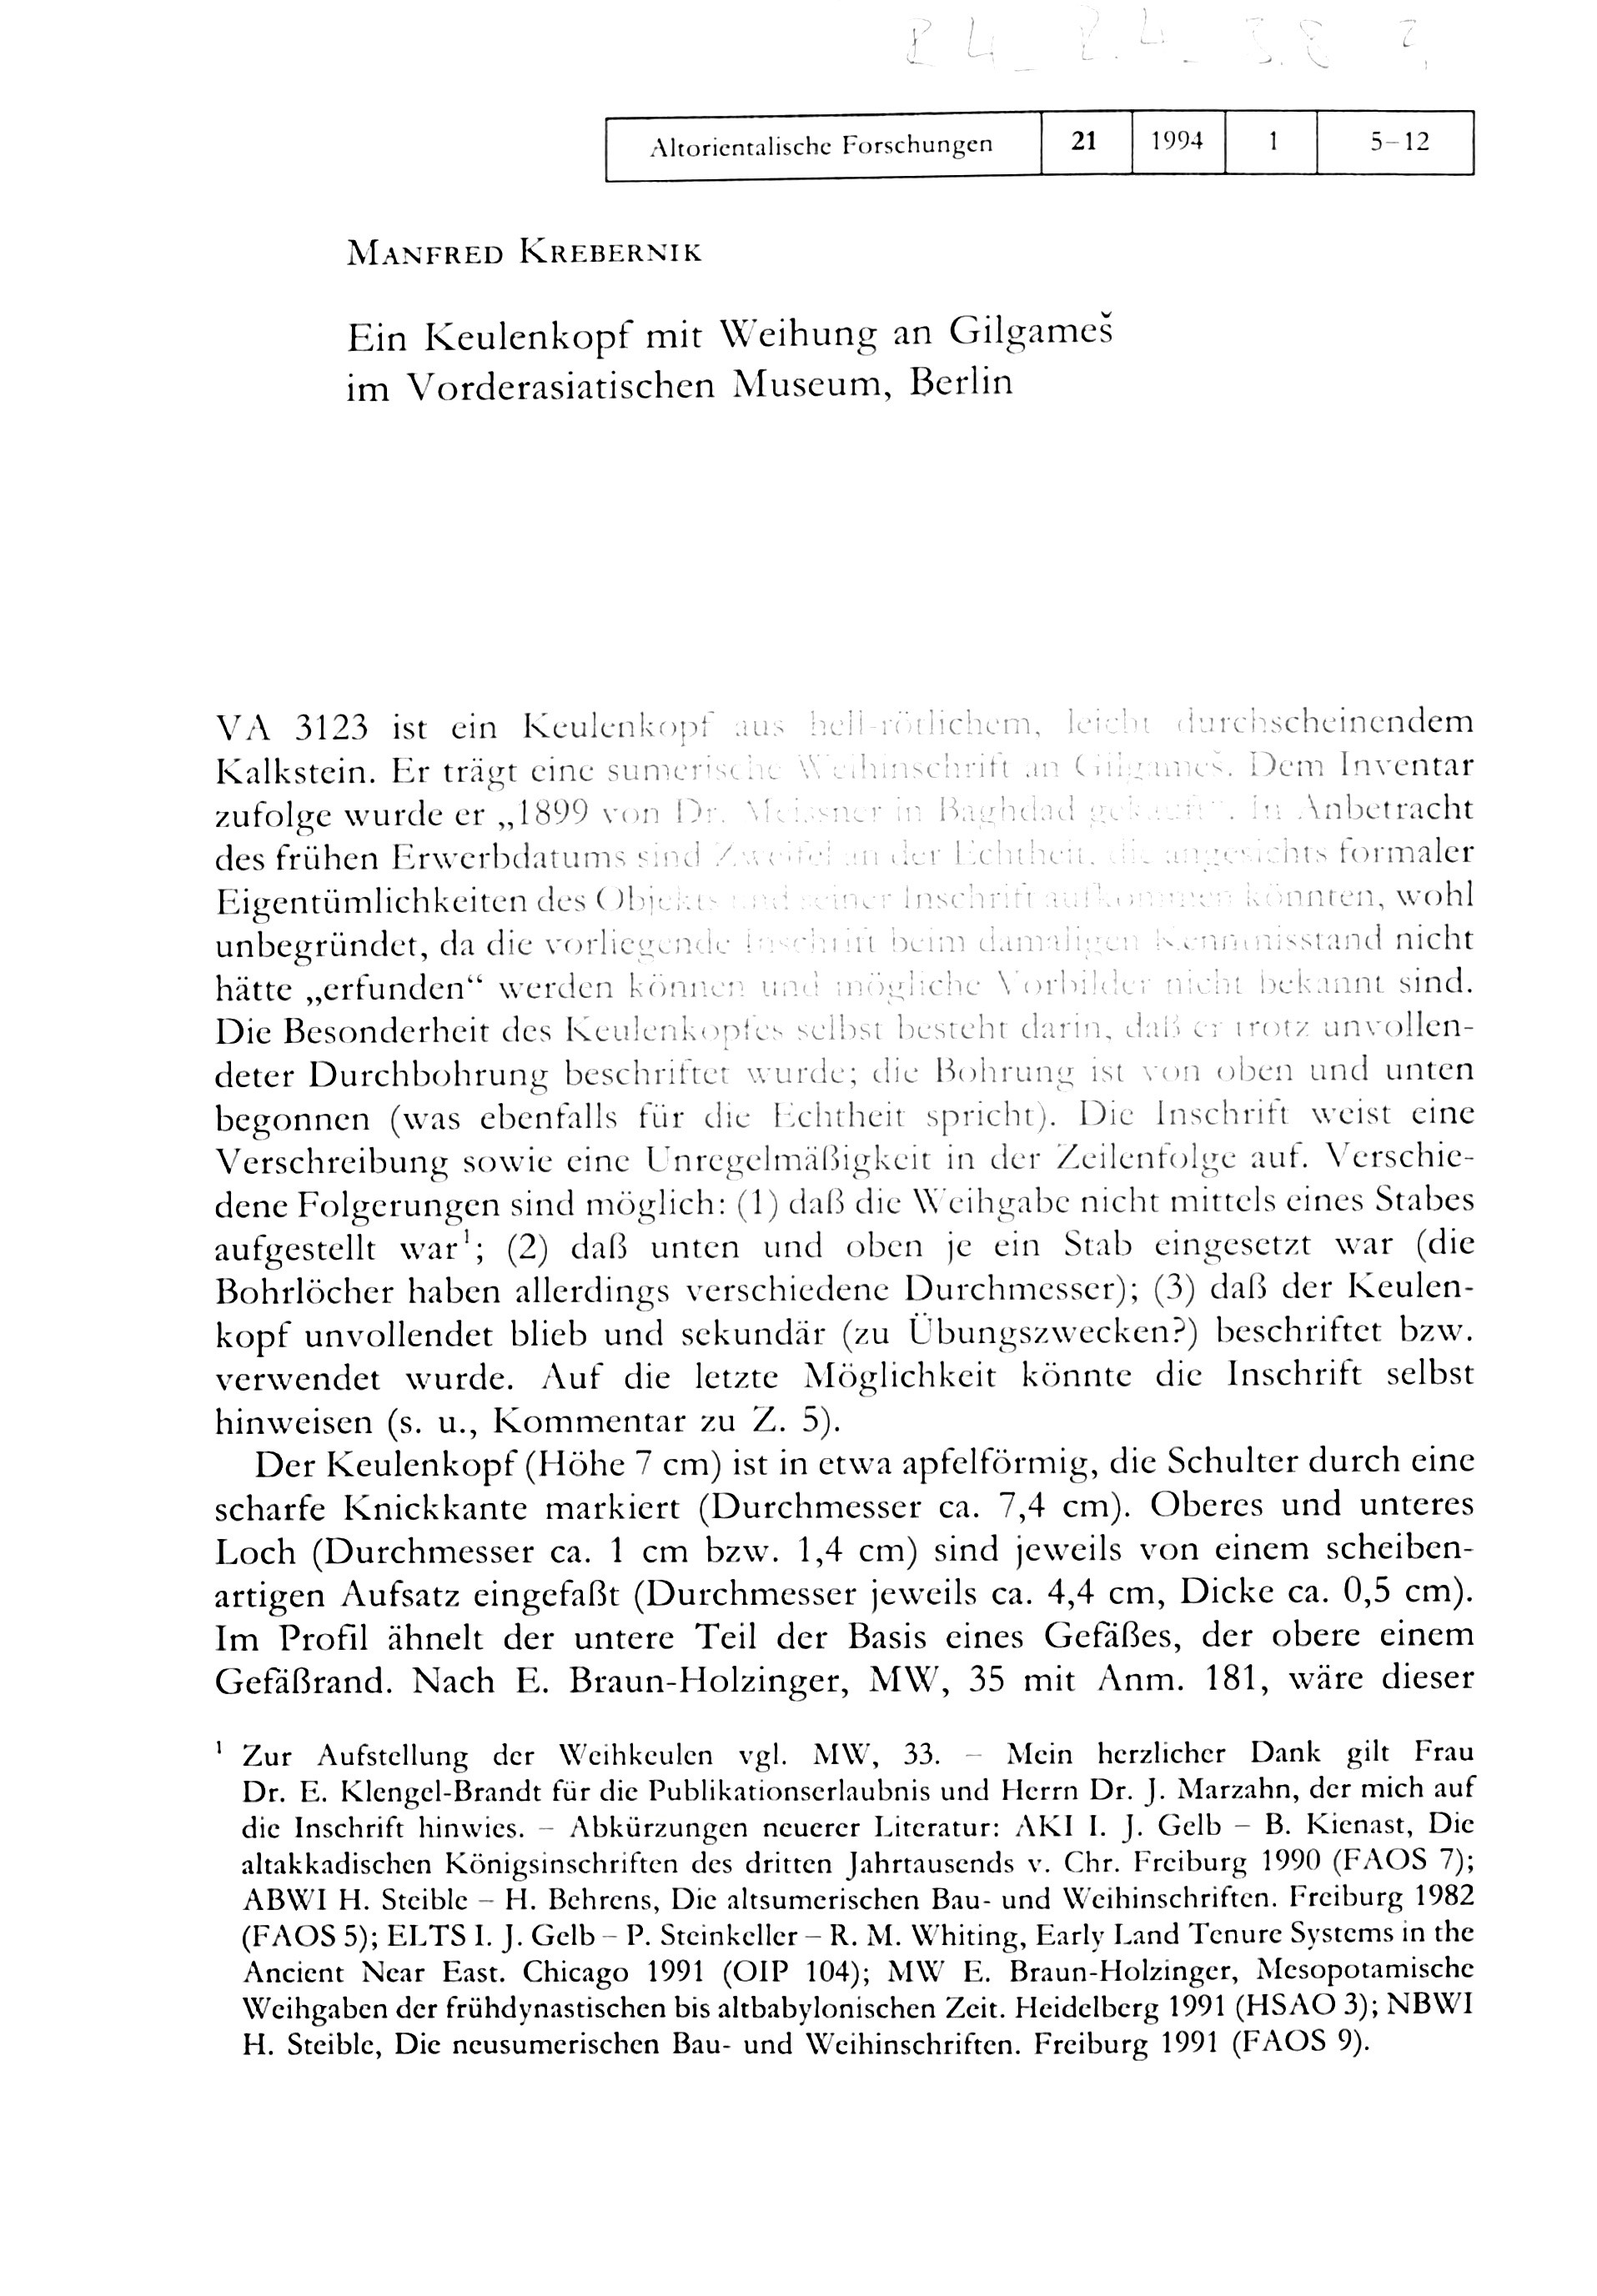 Altorientalische Forschungen 21 1994 1 5–12
MANFRED KREBERNIK
Ein Keulenkopf mit Weihung an Gilgameš
im Vorderasiatischen Museum, Berlin
VA 3123 ist ein Keulenkopf aus hell-rötlichem, leicht durchscheinendem
Kalkstein. Er trägt eine sumerische Weihinschrift an Gilgameš. Dem Inventar
zufolge wurde er „1899 von Dr. Meissner in Baghdad gekauft“. In Anbetracht
des frühen Erwerbdatums sind Zweifel an der Echtheit, die angesichts formaler
Eigentümlichkeiten des Objekts und seiner Inschrift aufkommen könnten, wohl
unbegründet, da die vorliegende Inschrift beim damaligen Kenntnisstand nicht
hätte „erfunden“ werden können und mögliche Vorbilder nicht bekannt sind.
Die Besonderheit des Keulenkopfes selbst besteht darin, daß er trotz unvollen-
deter Durchbohrung beschriftet wurde; die Bohrung ist von oben und unten
begonnen (was ebenfalls für die Echtheit spricht). Die Inschrift weist eine
Verschreibung sowie eine Unregelmäßigkeit in der Zeilenfolge auf. Verschie-
dene Folgerungen sind möglich: (1) daß die Weihgabe nicht mittels eines Stabes
aufgestellt war¹; (2) daß unten und oben je ein Stab eingesetzt war (die
Bohrlöcher haben allerdings verschiedene Durchmesser); (3) daß der Keulen-
kopf unvollendet blieb und sekundär (zu Übungszwecken?) beschriftet bzw.
verwendet wurde. Auf die letzte Möglichkeit könnte die Inschrift selbst
hinweisen (s. u., Kommentar zu Z. 5).
Der Keulenkopf (Höhe 7 cm) ist in etwa apfelförmig, die Schulter durch eine
scharfe Knickkante markiert (Durchmesser ca. 7,4 cm). Oberes und unteres
Loch (Durchmesser ca. 1 cm bzw. 1,4 cm) sind jeweils von einem scheiben-
artigen Aufsatz eingefaßt (Durchmesser jeweils ca. 4,4 cm, Dicke ca. 0,5 cm).
Im Profil ähnelt der untere Teil der Basis eines Gefäßes, der obere einem
Gefäßrand. Nach E. Braun-Holzinger, MW, 35 mit Anm. 181, wäre dieser
¹ Zur Aufstellung der Weihkeulen vgl. MW, 33. – Mein herzlicher Dank gilt Frau
Dr. E. Klengel-Brandt für die Publikationserlaubnis und Herrn Dr. J. Marzahn, der mich auf
die Inschrift hinwies. – Abkürzungen neuerer Literatur: AKI I. J. Gelb – B. Kienast, Die
altakkadischen Königsinschriften des dritten Jahrtausends v. Chr. Freiburg 1990 (FAOS 7);
ABWI H. Steible – H. Behrens, Die altsumerischen Bau- und Weihinschriften. Freiburg 1982
(FAOS 5); ELTS I. J. Gelb – P. Steinkeller – R. M. Whiting, Early Land Tenure Systems in the
Ancient Near East. Chicago 1991 (OIP 104); MW E. Braun-Holzinger, Mesopotamische
Weihgaben der frühdynastischen bis altbabylonischen Zeit. Heidelberg 1991 (HSAO 3); NBWI
H. Steible, Die neusumerischen Bau- und Weihinschriften. Freiburg 1991 (FAOS 9).